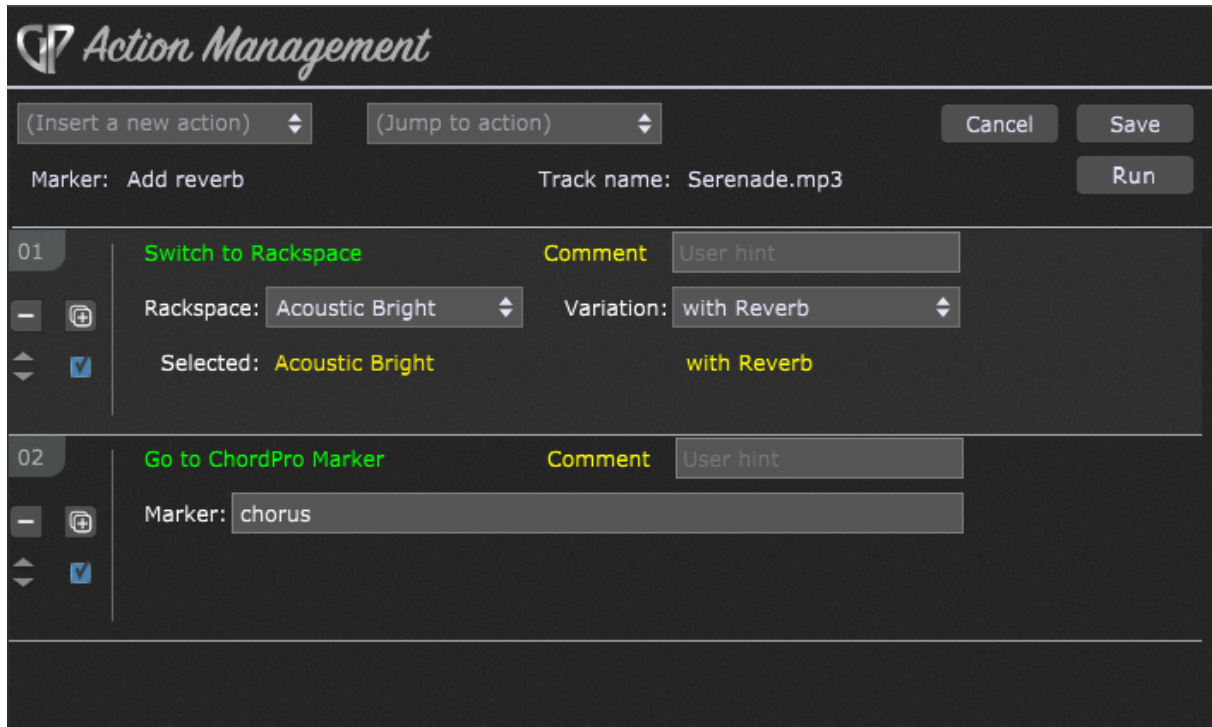 GP Action Management
(Insert a new action) (Jump to action) Cancel Save
Marker: Add reverb Track name: Serenade.mp3 Run
01 Switch to Rackspace Comment User hint
Rackspace: Acoustic Bright Variation: with Reverb
Selected: Acoustic Bright with Reverb
02 Go to ChordPro Marker Comment User hint
Marker: chorus